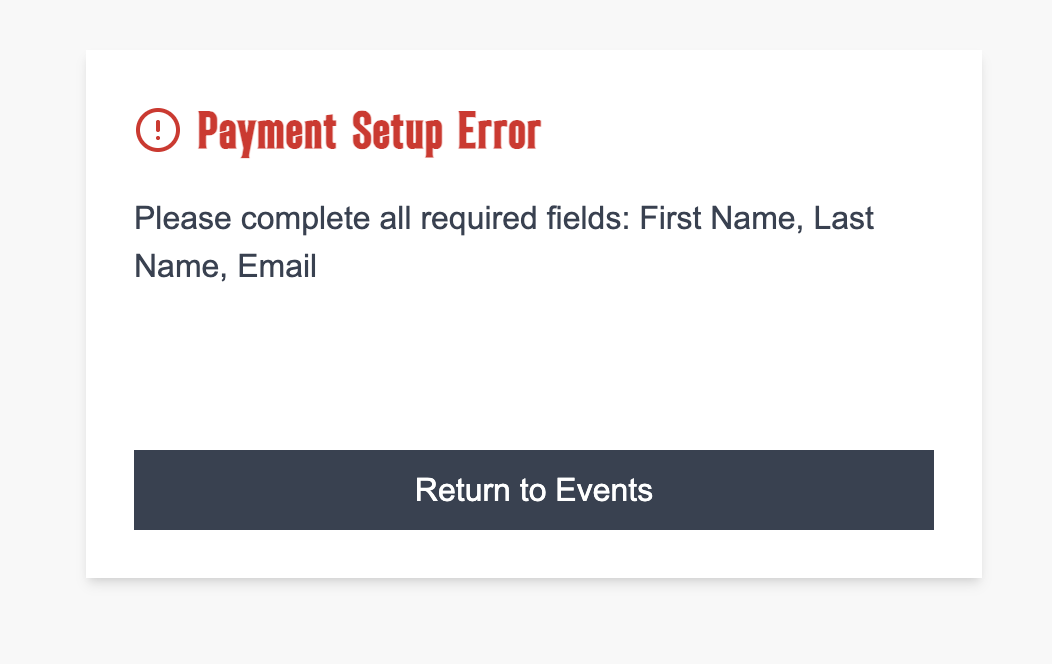 Payment Setup Error
Please complete all required fields: First Name, Last
Name, Email
Return to Events